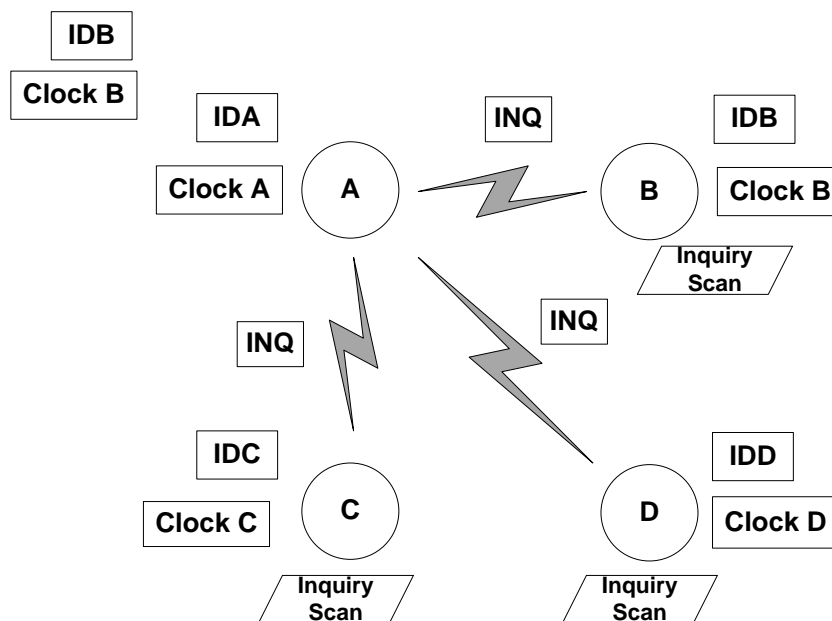 IDB
Clock B
IDA
INQ
IDB
Clock A
A
B
Clock B
Inquiry
Scan
INQ
INQ
IDC
IDD
Clock C
C
D
Clock D
Inquiry
Scan
Inquiry
Scan